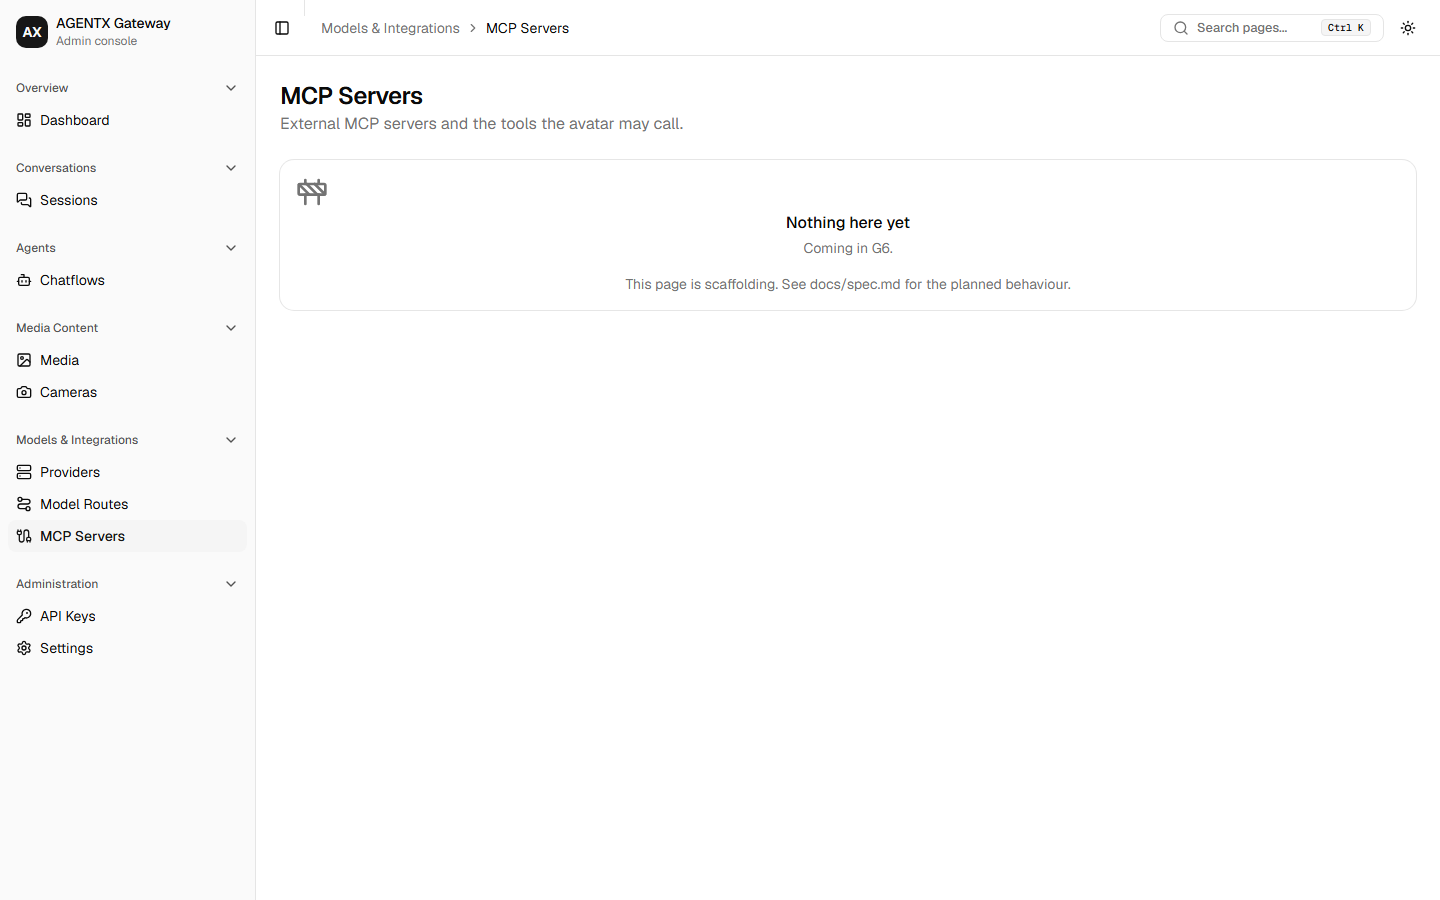 AX
AGENTX Gateway
Admin console
Overview
Dashboard
Conversations
Sessions
Agents
Chatflows
Media Content
Media
Cameras
Models & Integrations
Providers
Model Routes
MCP Servers
Administration
API Keys
Settings
Models & Integrations > MCP Servers
Search pages... Ctrl K
MCP Servers
External MCP servers and the tools the avatar may call.
Nothing here yet
Coming in G6.
This page is scaffolding. See docs/spec.md for the planned behaviour.